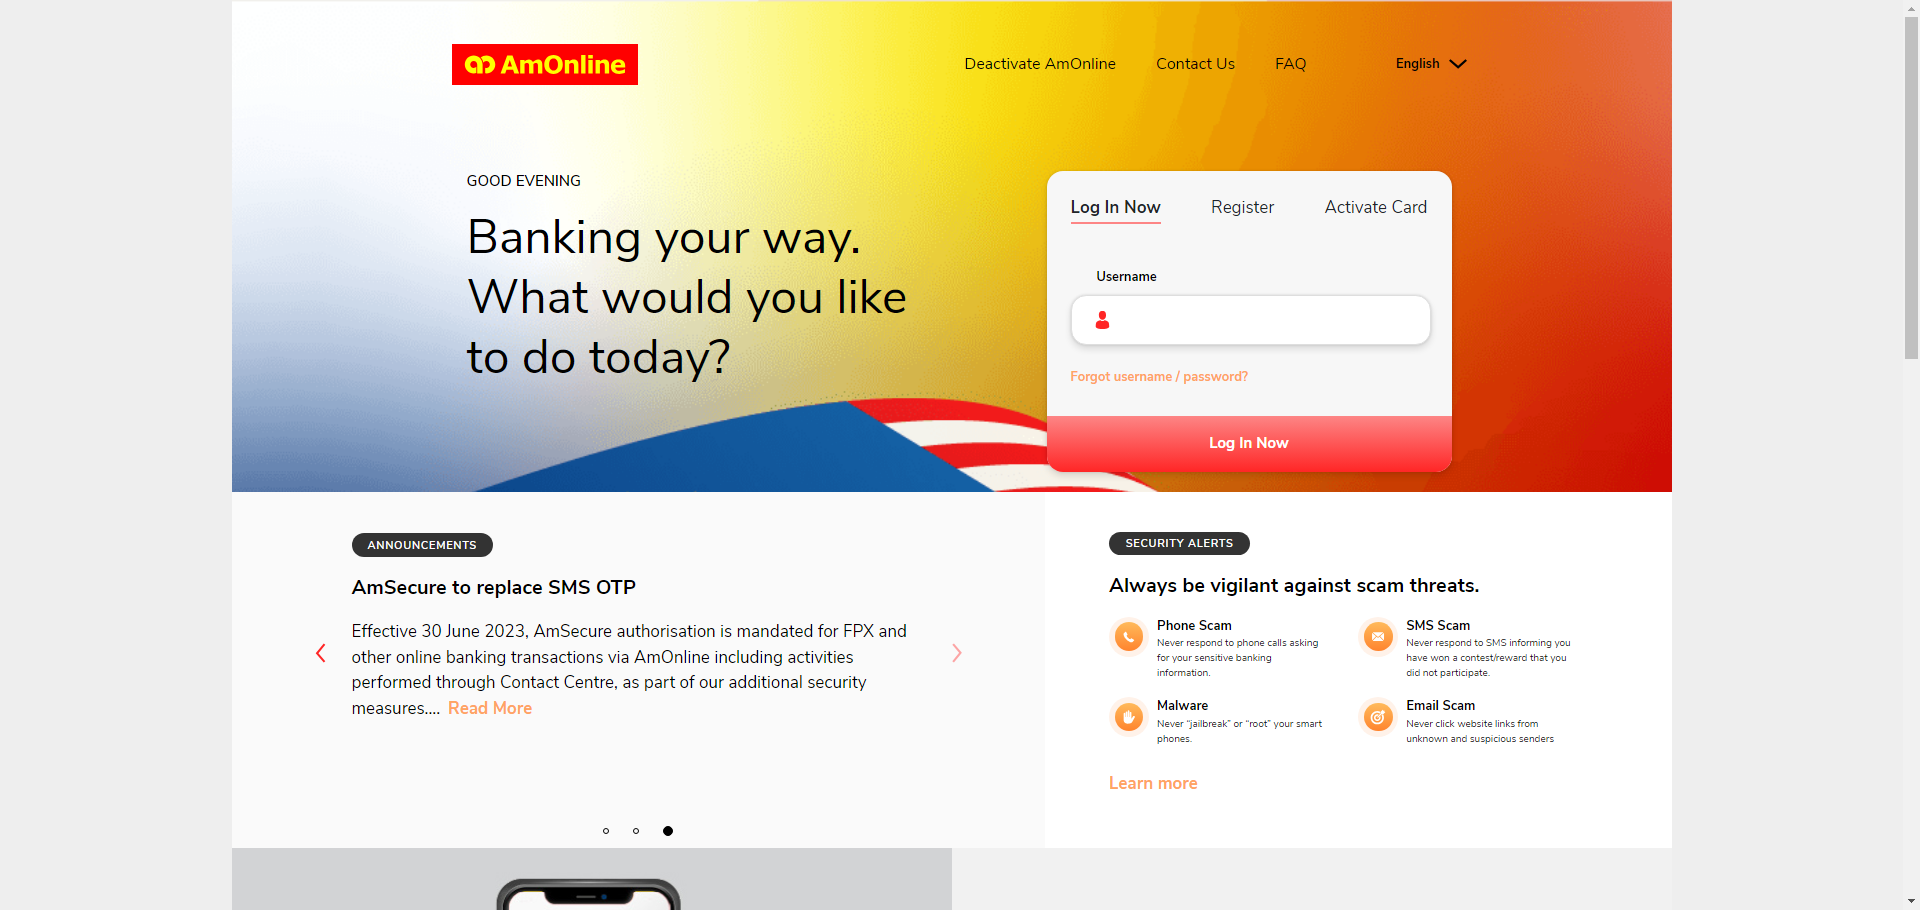 AmOnline
Deactivate AmOnline
Contact Us
FAQ
English
GOOD EVENING
Banking your way.
What would you like
to do today?
Log In Now
Register
Activate Card
Username
Forgot username / password?
Log In Now
ANNOUNCEMENTS
AmSecure to replace SMS OTP
Effective 30 June 2023, AmSecure authorisation is mandated for FPX and
other online banking transactions via AmOnline including activities
performed through Contact Centre, as part of our additional security
measures.... Read More
SECURITY ALERTS
Always be vigilant against scam threats.
Phone Scam
Never respond to phone calls asking
for your sensitive banking
information.
SMS Scam
Never respond to SMS informing you
have won a contest/reward that you
did not participate.
Malware
Never “jailbreak” or “root” your smart
phones.
Email Scam
Never click website links from
unknown and suspicious senders
Learn more